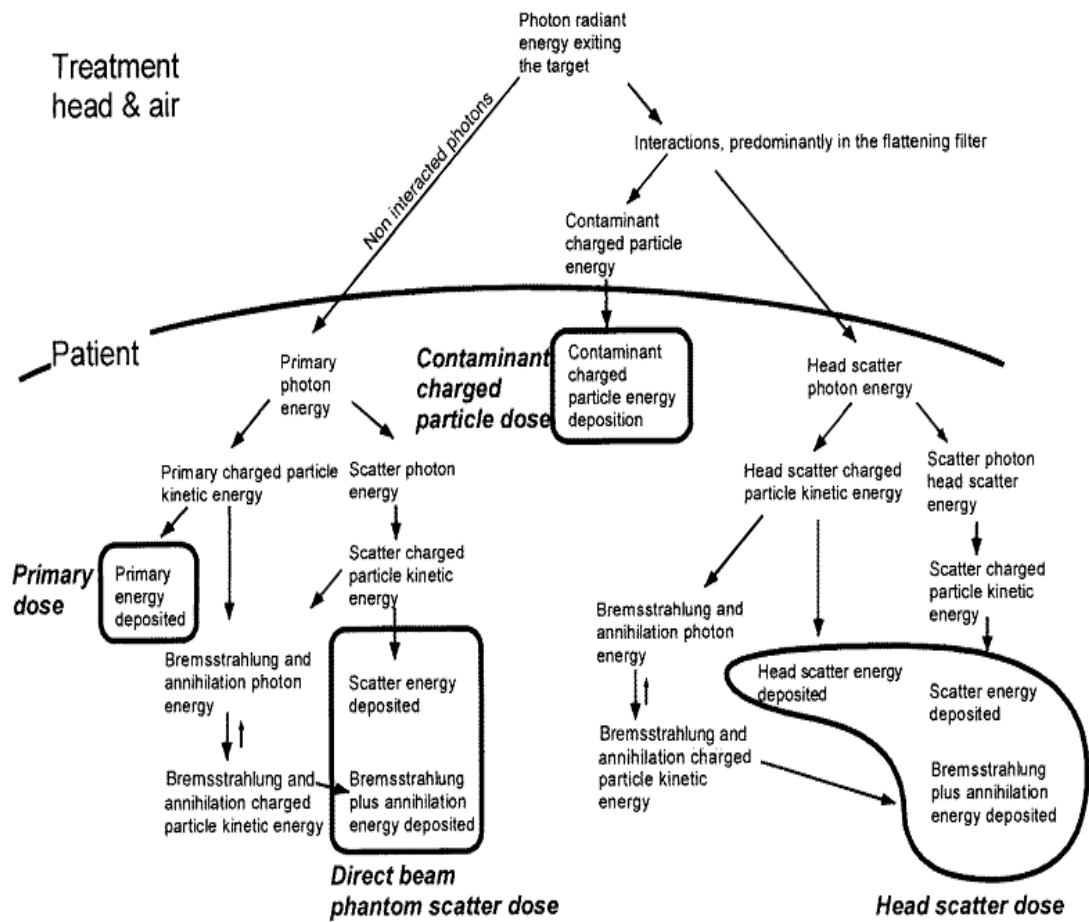 Photon radiant
energy exiting
the target
Treatment
head & air
Non interacted photons
Interactions, predominantly in the flattening filter
Contaminant
charged particle
energy
Patient
Primary
photon
energy
Contaminant
charged
particle dose
Contaminant
charged
particle energy
deposition
Head scatter
photon energy
Primary charged particle
kinetic energy
Scatter photon
energy
Head scatter charged
particle kinetic energy
Scatter photon
head scatter
energy
Primary
dose
Primary
energy
deposited
Scatter charged
particle kinetic
energy
Scatter charged
particle kinetic
energy
Bremsstrahlung and
annihilation photon
energy
Bremsstrahlung and
annihilation photon
energy
Scatter energy
deposited
Head scatter energy
deposited
Scatter energy
deposited
Bremsstrahlung and
annihilation charged
particle kinetic energy
Bremsstrahlung
plus annihilation
energy deposited
Bremsstrahlung and
annihilation charged
particle kinetic
energy
Bremsstrahlung
plus annihilation
energy deposited
Direct beam
phantom scatter dose
Head scatter dose